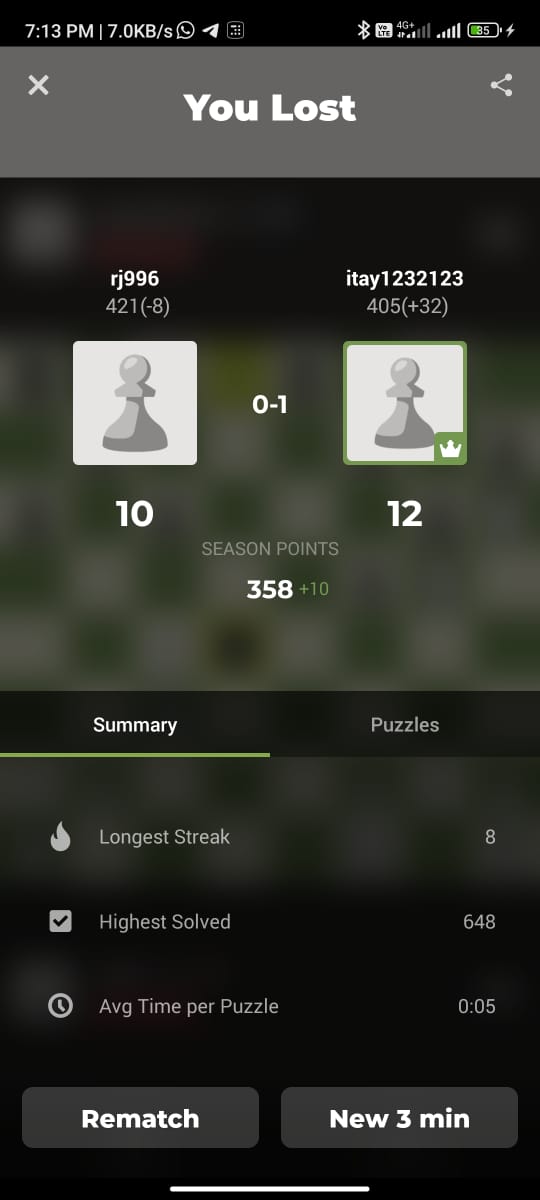 7:13 PM | 7.0KB/s
Vo LTE 4G+ 35
You Lost
rj996 itay1232123
421(-8) 405(+32)
0-1
10 12
SEASON POINTS
358 +10
Summary Puzzles
Longest Streak 8
Highest Solved 648
Avg Time per Puzzle 0:05
Rematch New 3 min